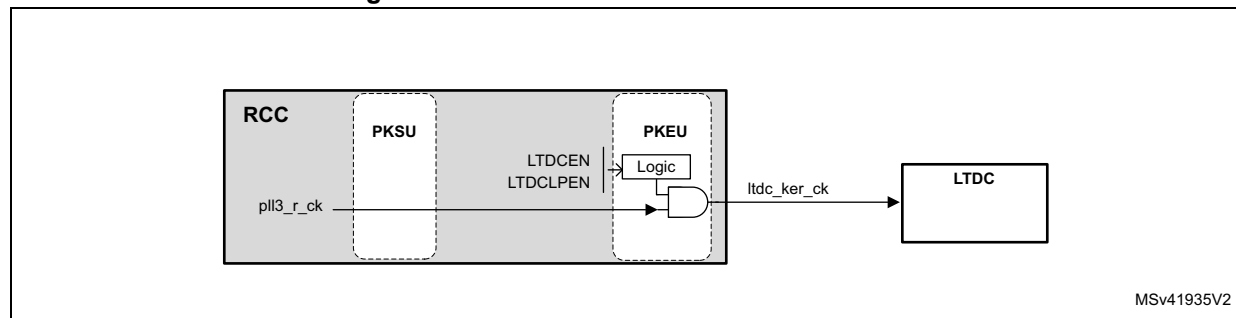 RCC
PKSU
PKEU
LTDCEN
LTDCLPEN
Logic
pll3_r_ck
ltdc_ker_ck
LTDC
MSv41935V2